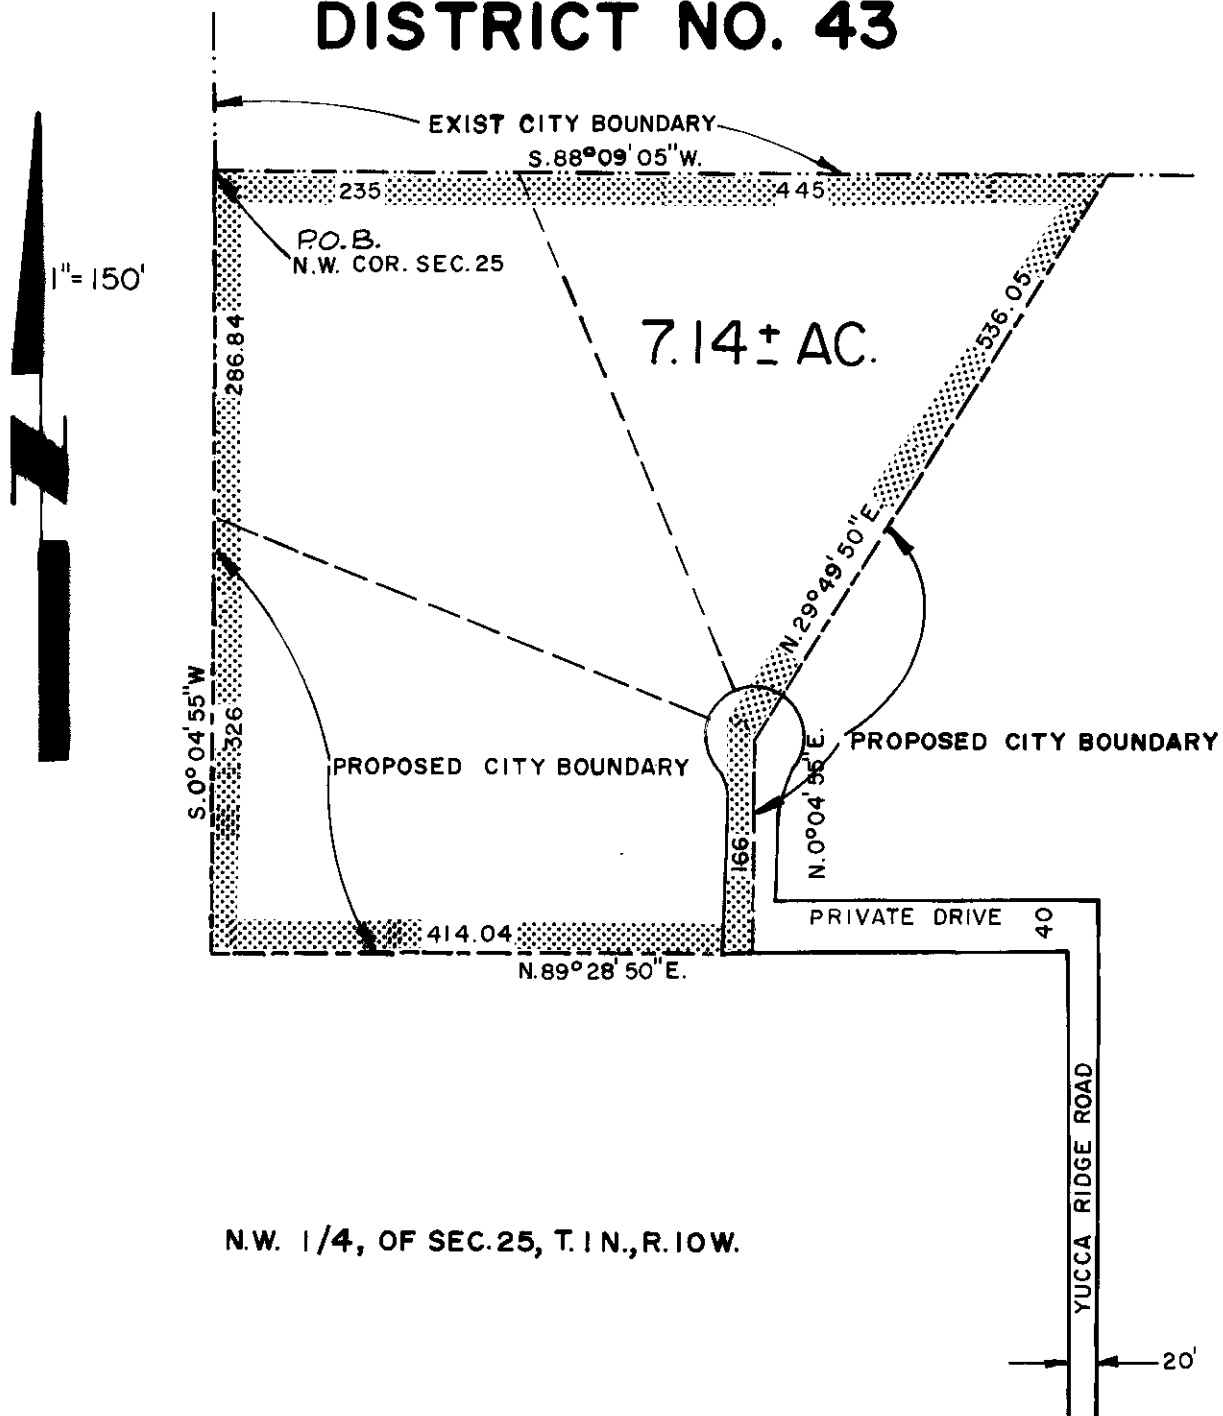 DISTRICT NO. 43
EXIST CITY BOUNDARY
S.88°09'05"W.
235
445
P.O.B.
N.W. COR. SEC.25
1"=150'
286.84
7.14± AC.
536.05
N.29°49'50"E.
S.0°04'55"W
326
PROPOSED CITY BOUNDARY
PROPOSED CITY BOUNDARY
N.0°04'55"E.
166
PRIVATE DRIVE
40
414.04
N.89°28'50"E.
YUCCA RIDGE ROAD
N.W. 1/4, OF SEC.25, T.1N.,R.10W.
20'